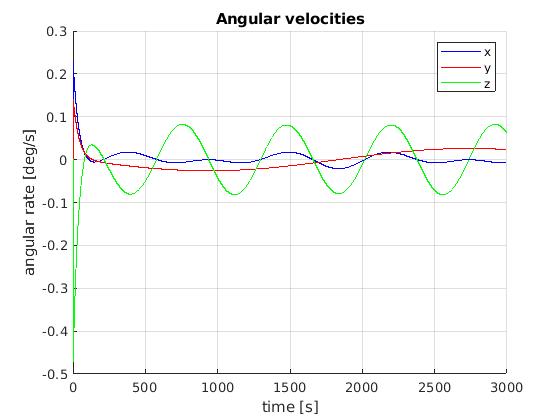 Angular velocities
0.3
0.2
0.1
0
-0.1
-0.2
-0.3
-0.4
-0.5
angular rate [deg/s]
x
y
z
0 500 1000 1500 2000 2500 3000
time [s]